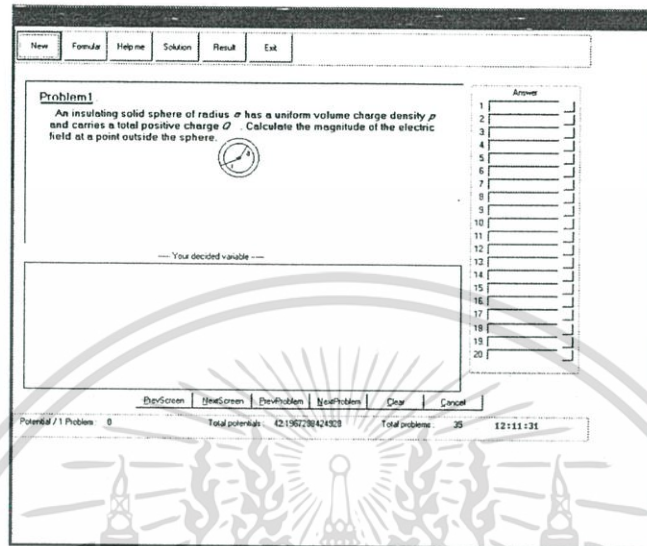 New Formula Help me Solution Result Exit
Problem1
An insulating solid sphere of radius a has a uniform volume charge density ρ
and carries a total positive charge Q . Calculate the magnitude of the electric
field at a point outside the sphere.
Answer
1
2
3
4
5
6
7
8
9
10
11
12
13
14
15
16
17
18
19
20
---- Your decided variable ----
PrevScreen NextScreen PrevProblem NextProblem Clear Cancel
Potential / 1 Problem : 0 Total potentials : Total problems : 35 12:11:31